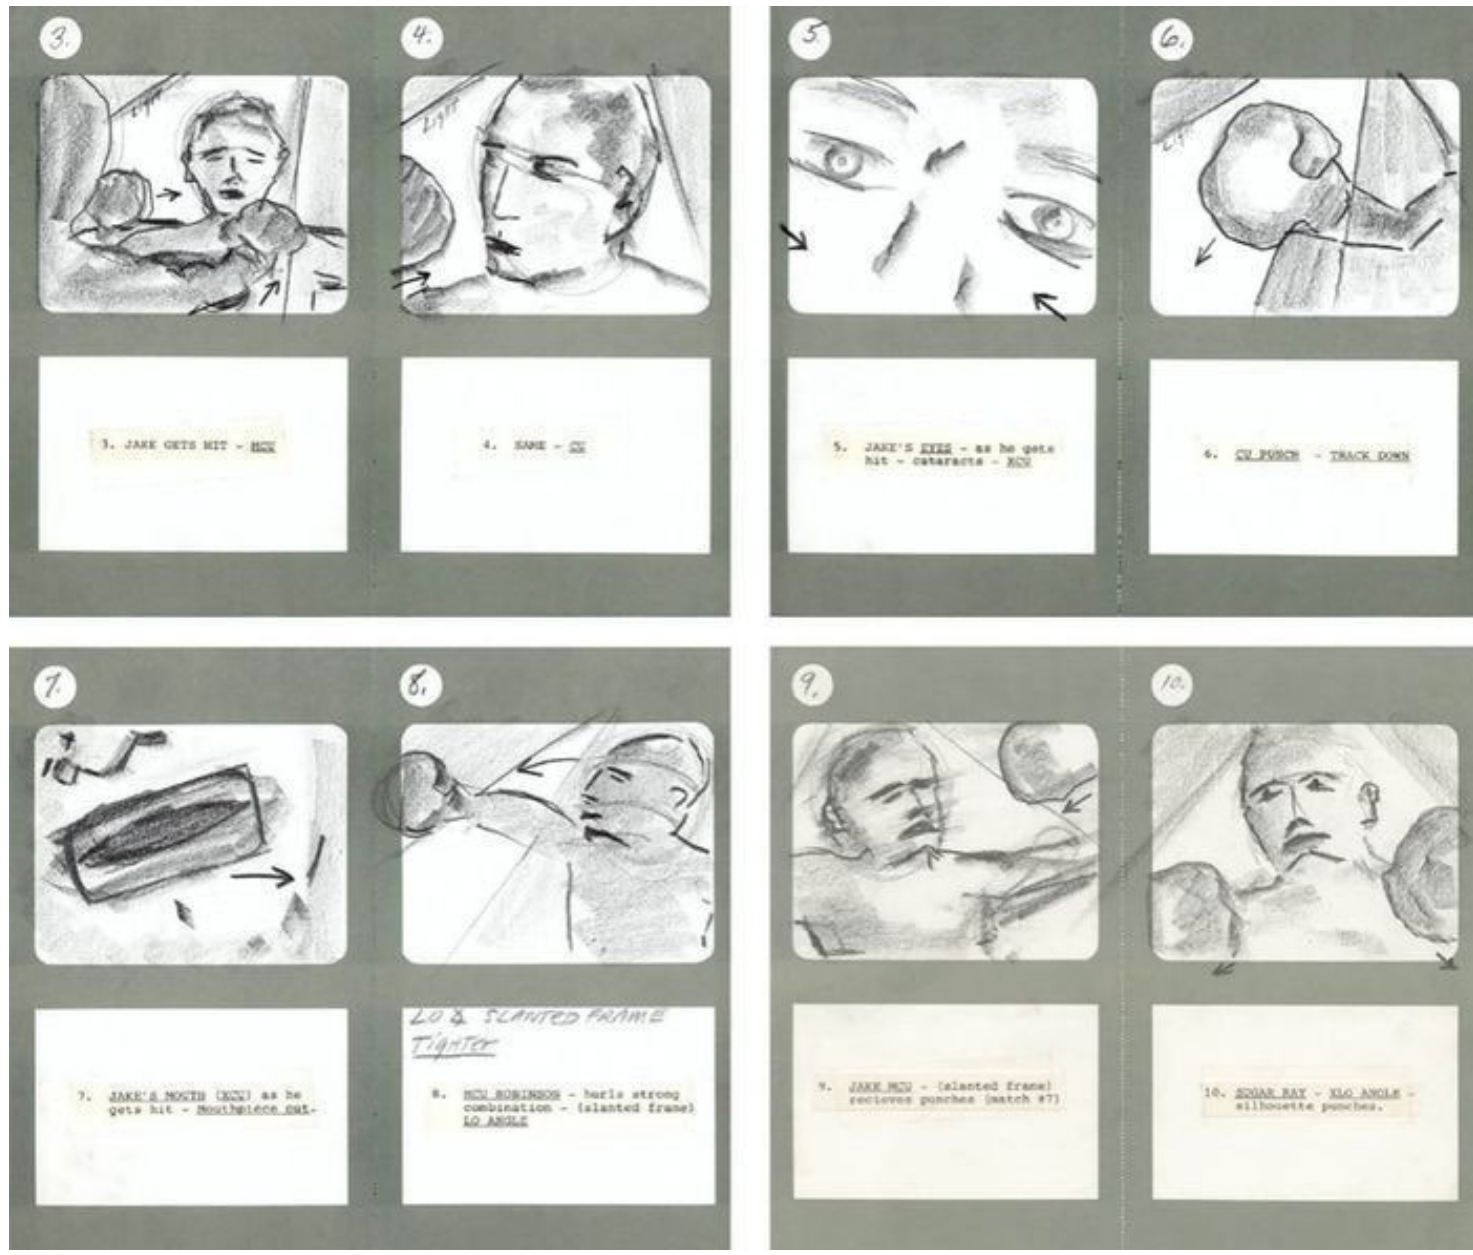 3.
4.
Light
Light
3. JAKE GETS HIT - MCU
4. SAME - CU
5.
6.
Light
5. JAKE'S EYES - as he gets
hit - cataracts - XCU
6. CU PUNCH - TRACK DOWN
7.
8.
7. JAKE'S MOUTH (XCU) as he
gets hit - Mouthpiece out.
LO & SLANTED FRAME
TIGHTER
8. MCU ROBINSON - hurls strong
combination - (slanted frame)
LO ANGLE
9.
10.
9. JAKE MCU - (slanted frame)
recieves punches (match #7)
10. SUGAR RAY - XLO ANGLE -
silhouette punches.